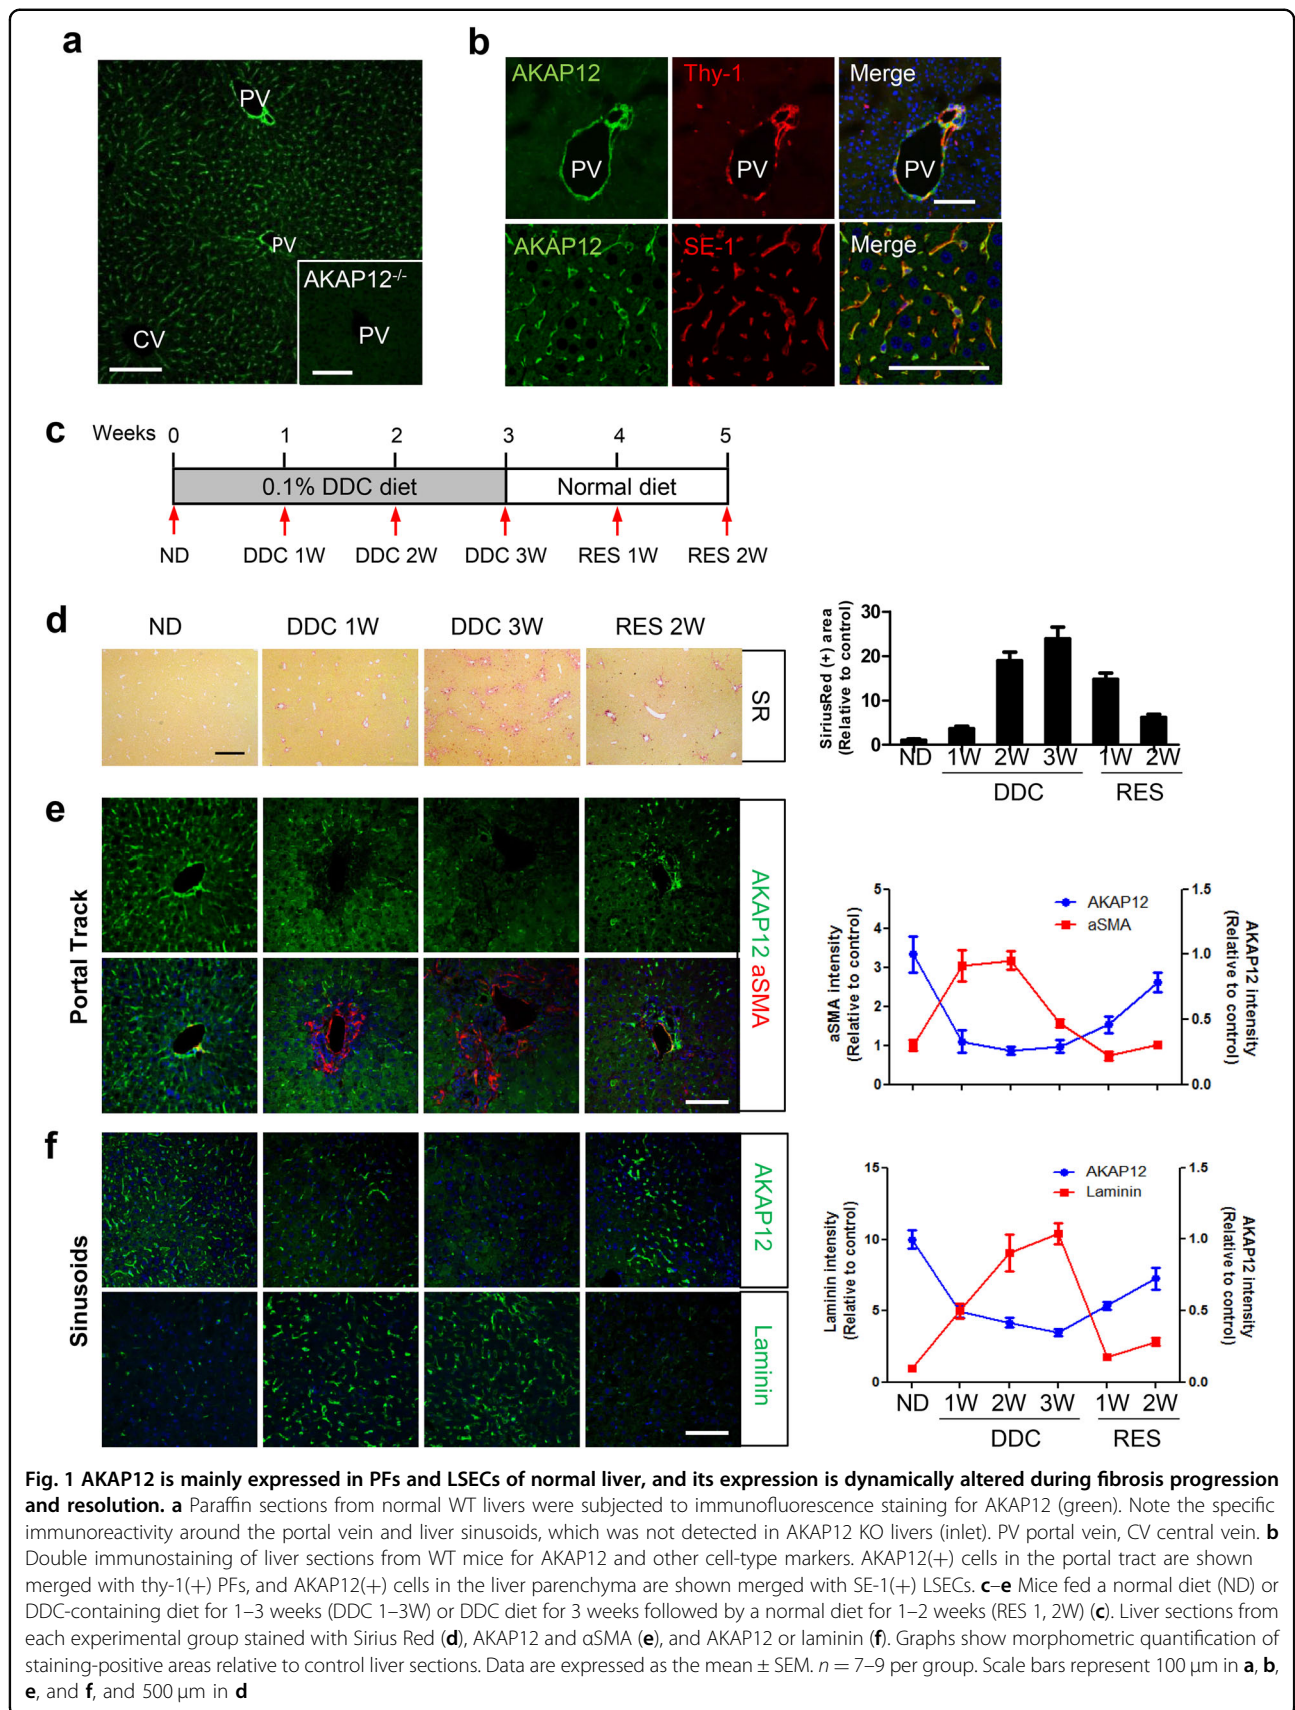 a
PV
PV
CV
AKAP12-/-
PV
b
AKAP12
Thy-1
Merge
PV
PV
PV
AKAP12
SE-1
Merge
c
Weeks 0 1 2 3 4 5
0.1% DDC diet
Normal diet
ND DDC 1W DDC 2W DDC 3W RES 1W RES 2W
d
ND DDC 1W DDC 3W RES 2W
SR
SiriusRed (+) area
(Relative to control)
30
20
10
0
ND 1W 2W 3W 1W 2W
DDC RES
e
Portal Track
AKAP12 aSMA
aSMA intensity
(Relative to control)
5
4
3
2
1
0
AKAP12
aSMA
1.5
1.0
0.5
0.0
AKAP12 intensity
(Relative to control)
f
Sinusoids
AKAP12
Laminin
Laminin intensity
(Relative to control)
15
10
5
0
AKAP12
Laminin
1.5
1.0
0.5
0.0
AKAP12 intensity
(Relative to control)
ND 1W 2W 3W 1W 2W
DDC RES
Fig. 1 AKAP12 is mainly expressed in PFs and LSECs of normal liver, and its expression is dynamically altered during fibrosis progression
and resolution. a Paraffin sections from normal WT livers were subjected to immunofluorescence staining for AKAP12 (green). Note the specific
immunoreactivity around the portal vein and liver sinusoids, which was not detected in AKAP12 KO livers (inlet). PV portal vein, CV central vein. b
Double immunostaining of liver sections from WT mice for AKAP12 and other cell-type markers. AKAP12(+) cells in the portal tract are shown
merged with thy-1(+) PFs, and AKAP12(+) cells in the liver parenchyma are shown merged with SE-1(+) LSECs. c–e Mice fed a normal diet (ND) or
DDC-containing diet for 1–3 weeks (DDC 1–3W) or DDC diet for 3 weeks followed by a normal diet for 1–2 weeks (RES 1, 2W) (c). Liver sections from
each experimental group stained with Sirius Red (d), AKAP12 and αSMA (e), and AKAP12 or laminin (f). Graphs show morphometric quantification of
staining-positive areas relative to control liver sections. Data are expressed as the mean ± SEM. n = 7–9 per group. Scale bars represent 100 µm in a, b,
e, and f, and 500 µm in d